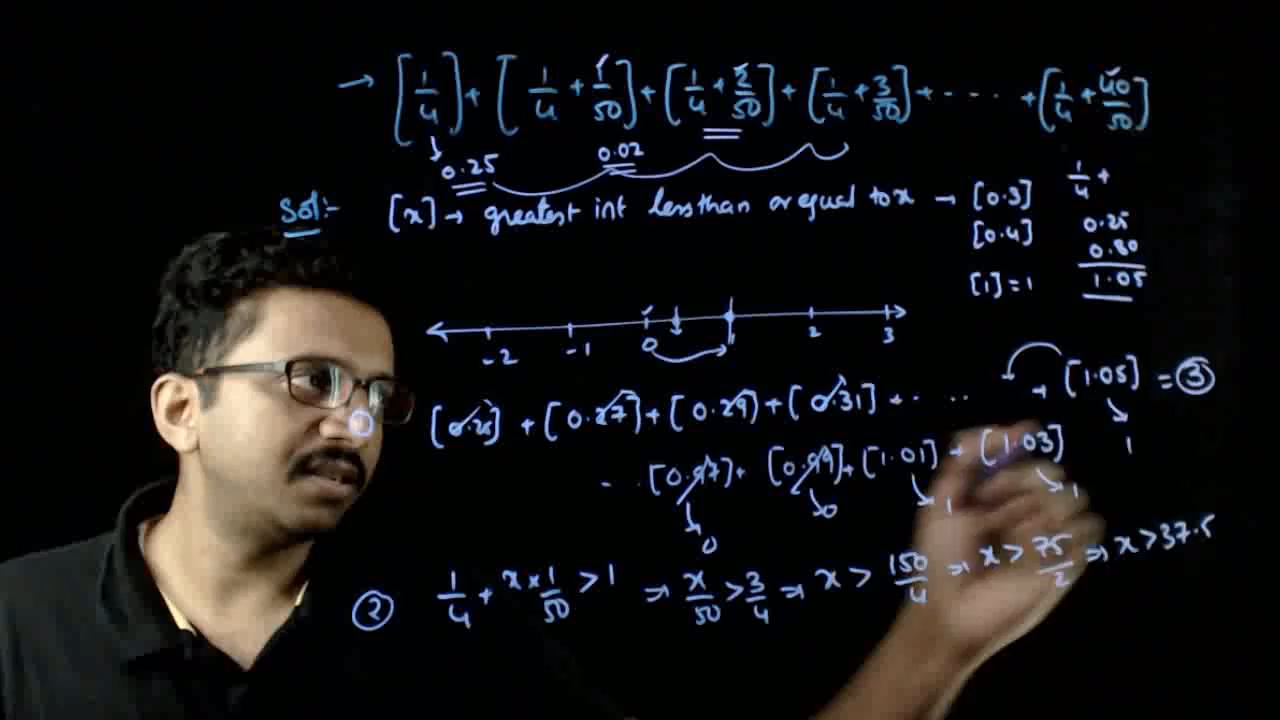 → [1/4] + [1/4 + 1/50] + [1/4 + 2/50] + [1/4 + 3/50] + ---- + [1/4 + 40/50]
0.25 0.02
Sol:- [x] → greatest int less than or equal to x → [0.3]
[0.4]
[1] = 1
1/4 +
0.25
0.80
1.05
-2 -1 0 1 2 3
[0.25] + [0.27] + [0.29] + [0.31] + .... + [1.05] = 3
1
.. [0.97] + [0.99] + [1.01] + [1.03]
0 0 1 1
2 1/4 + x × 1/50 > 1 ⇒ x/50 > 3/4 ⇒ x > 150/4 ⇒ x > 75/2 ⇒ x > 37.5